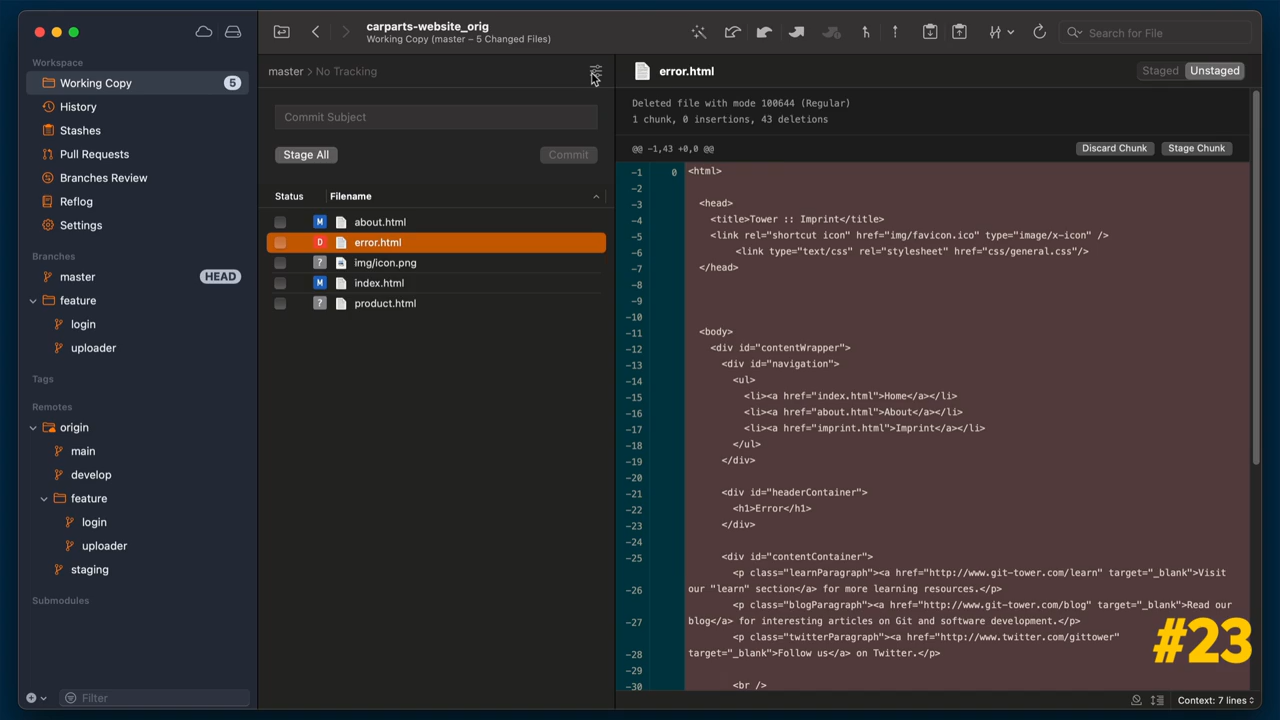 carparts-website_orig
Working Copy (master – 5 Changed Files)
Search for File
Workspace
Working Copy 5
History
Stashes
Pull Requests
Branches Review
Reflog
Settings
Branches
master HEAD
feature
login
uploader
Tags
Remotes
origin
main
develop
feature
login
uploader
staging
Submodules
Filter
master > No Tracking
Commit Subject
Stage All Commit
Status Filename
M about.html
D error.html
? img/icon.png
M index.html
? product.html
error.html Staged Unstaged
Deleted file with mode 100644 (Regular)
1 chunk, 0 insertions, 43 deletions
@@ -1,43 +0,0 @@ Discard Chunk Stage Chunk
-1 0 <html>
-2
-3 <head>
-4 <title>Tower :: Imprint</title>
-5 <link rel="shortcut icon" href="img/favicon.ico" type="image/x-icon" />
-6 <link type="text/css" rel="stylesheet" href="css/general.css"/>
-7 </head>
-8
-9
-10
-11 <body>
-12 <div id="contentWrapper">
-13 <div id="navigation">
-14 <ul>
-15 <li><a href="index.html">Home</a></li>
-16 <li><a href="about.html">About</a></li>
-17 <li><a href="imprint.html">Imprint</a></li>
-18 </ul>
-19 </div>
-20
-21 <div id="headerContainer">
-22 <h1>Error</h1>
-23 </div>
-24
-25 <div id="contentContainer">
<p class="learnParagraph"><a href="http://www.git-tower.com/learn" target="_blank">Visit
-26 our "learn" section</a> for more learning resources.</p>
<p class="blogParagraph"><a href="http://www.git-tower.com/blog" target="_blank">Read our
-27 blog</a> for interesting articles on Git and software development.</p>
<p class="twitterParagraph"><a href="http://www.twitter.com/gittower"
-28 target="_blank">Follow us</a> on Twitter.</p>
-29
-30 <br />
#23
Context: 7 lines